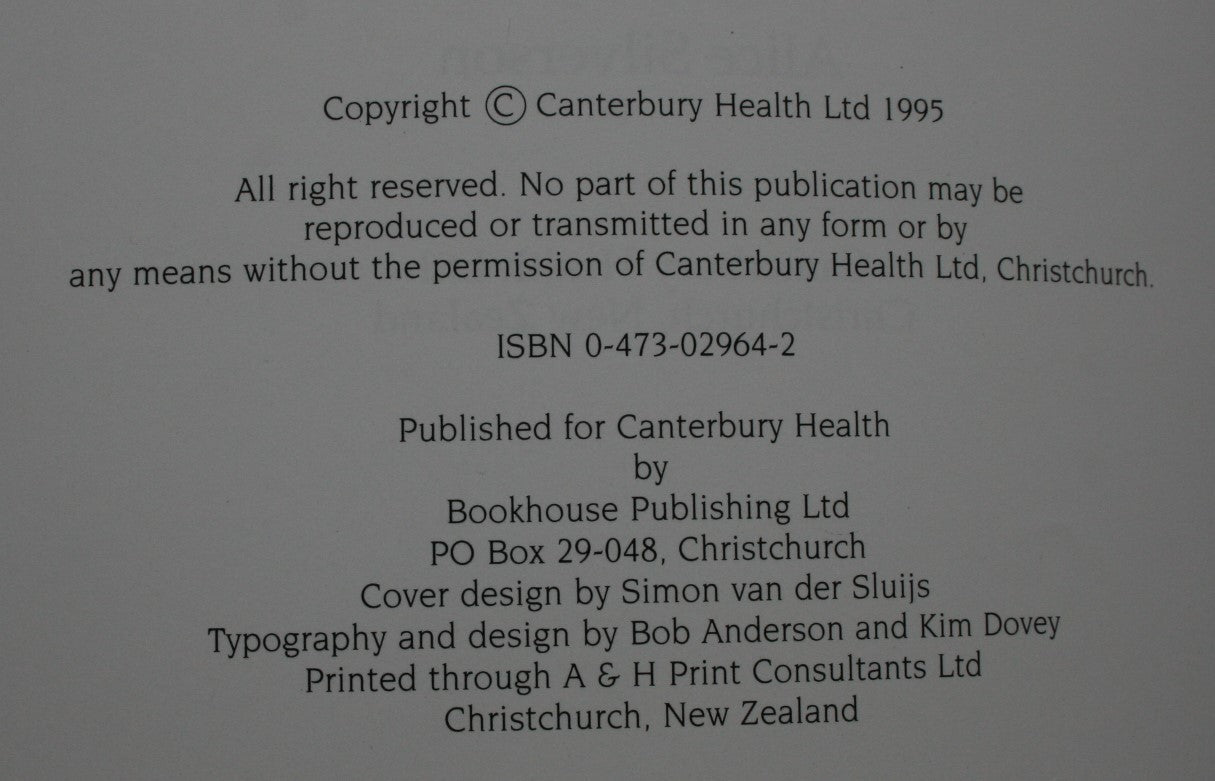 Copyright © Canterbury Health Ltd 1995
All right reserved. No part of this publication may be
reproduced or transmitted in any form or by
any means without the permission of Canterbury Health Ltd, Christchurch.
ISBN 0-473-02964-2
Published for Canterbury Health
by
Bookhouse Publishing Ltd
PO Box 29-048, Christchurch
Cover design by Simon van der Sluijs
Typography and design by Bob Anderson and Kim Dovey
Printed through A & H Print Consultants Ltd
Christchurch, New Zealand